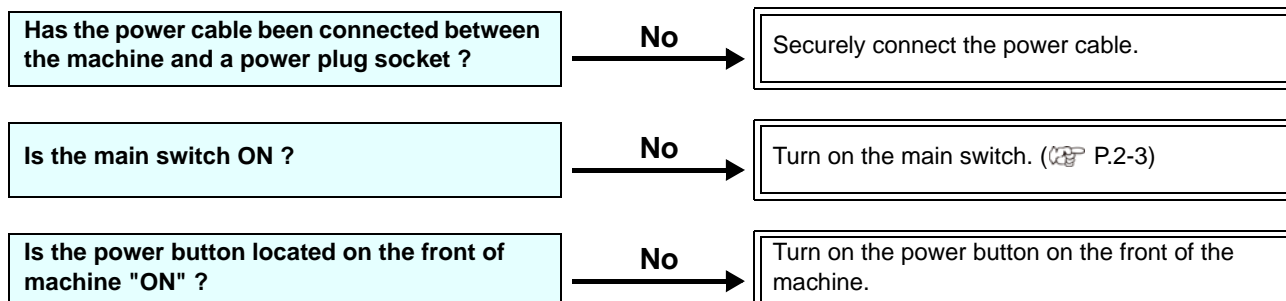 Has the power cable been connected between
the machine and a power plug socket ?
No
Securely connect the power cable.
Is the main switch ON ?
No
Turn on the main switch. ( P.2-3)
Is the power button located on the front of
machine "ON" ?
No
Turn on the power button on the front of the
machine.